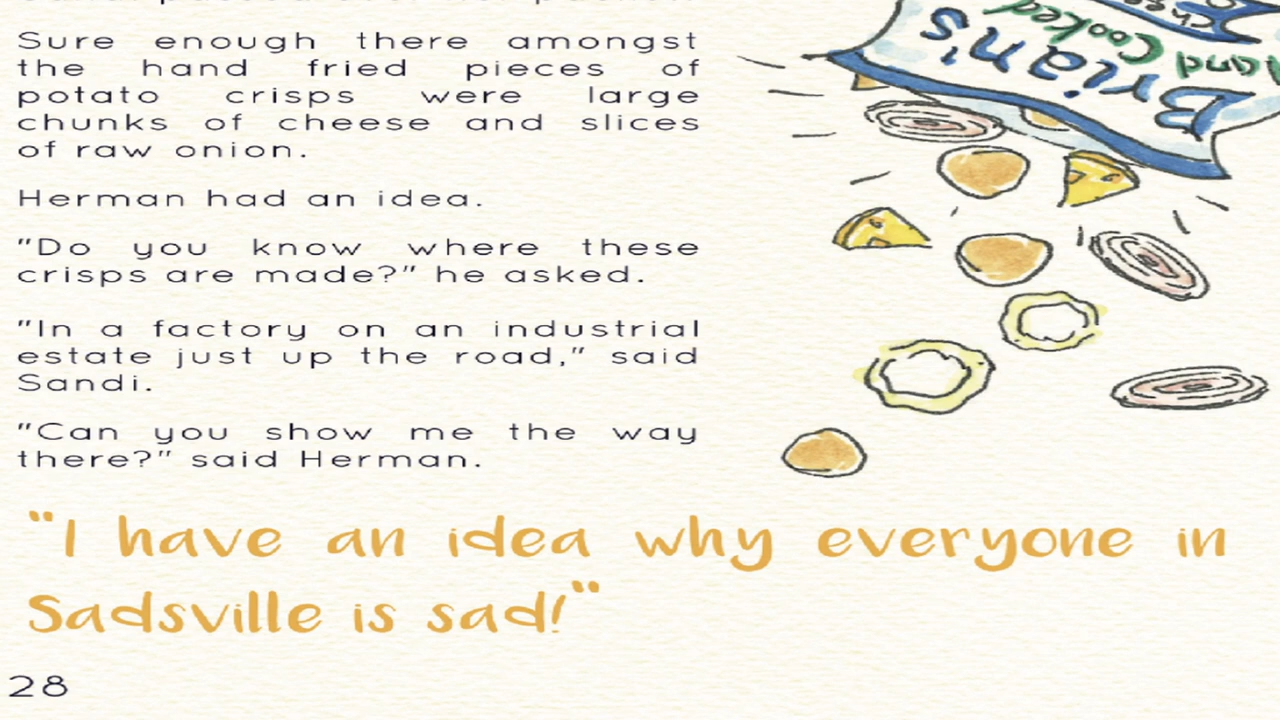 Sure enough there amongst
the hand fried pieces of
potato crisps were large
chunks of cheese and slices
of raw onion.
Herman had an idea.
"Do you know where these
crisps are made?" he asked.
"In a factory on an industrial
estate just up the road," said
Sandi.
"Can you show me the way
there?" said Herman.
Brian's
and Cooked
"I have an idea why everyone in
Sadsville is sad!"
28